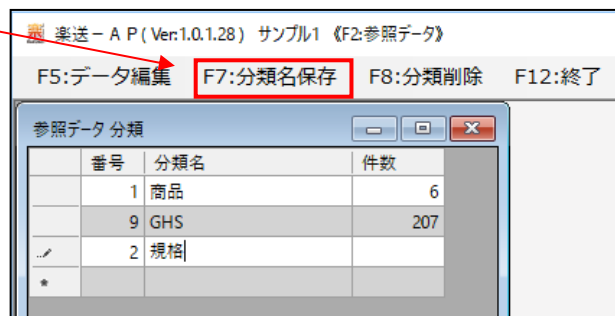 楽送－ＡＰ(Ver:1.0.1.28) サンプル1 《F2:参照データ》
F5:データ編集 F7:分類名保存 F8:分類削除 F12:終了
参照データ 分類
番号 分類名 件数
1 商品 6
9 GHS 207
2 規格
*